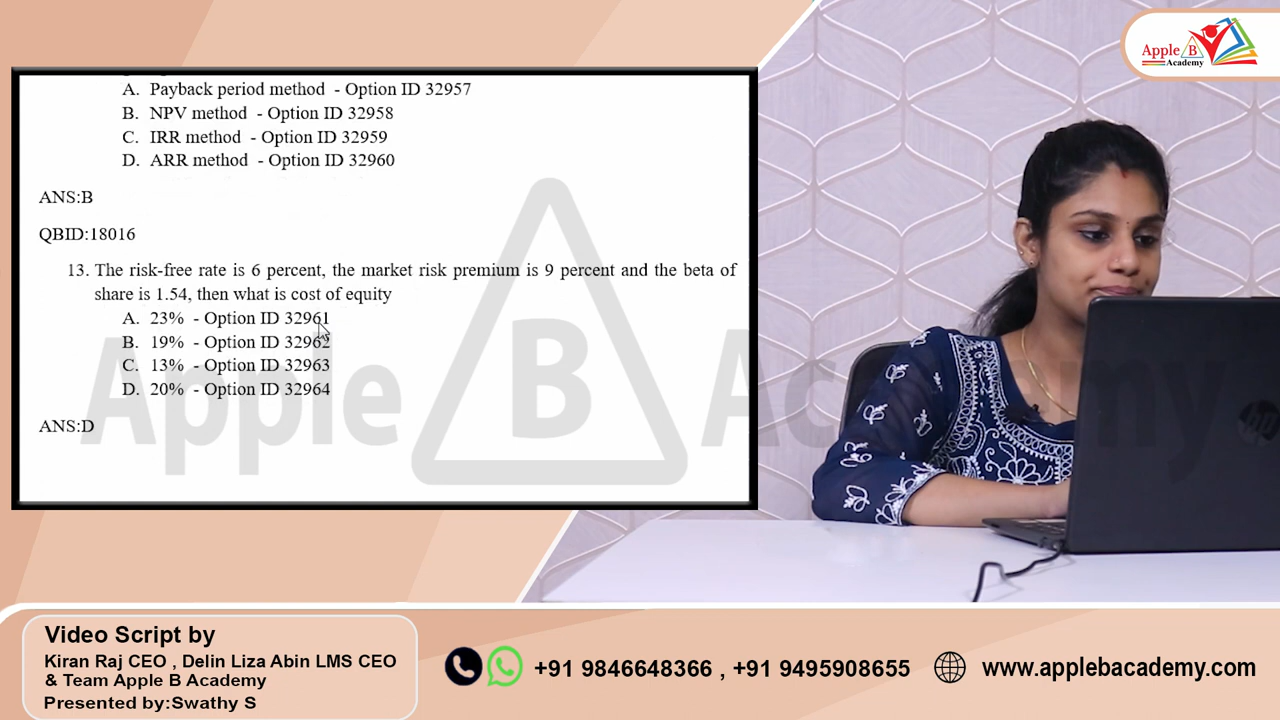 Apple B
Academy
A. Payback period method - Option ID 32957
B. NPV method - Option ID 32958
C. IRR method - Option ID 32959
D. ARR method - Option ID 32960
ANS:B
QBID:18016
13. The risk-free rate is 6 percent, the market risk premium is 9 percent and the beta of
share is 1.54, then what is cost of equity
A. 23% - Option ID 32961
B. 19% - Option ID 32962
C. 13% - Option ID 32963
D. 20% - Option ID 32964
ANS:D
Apple B Academy
hp
Video Script by
Kiran Raj CEO , Delin Liza Abin LMS CEO
& Team Apple B Academy
Presented by:Swathy S
+91 9846648366 , +91 9495908655
www.applebacademy.com